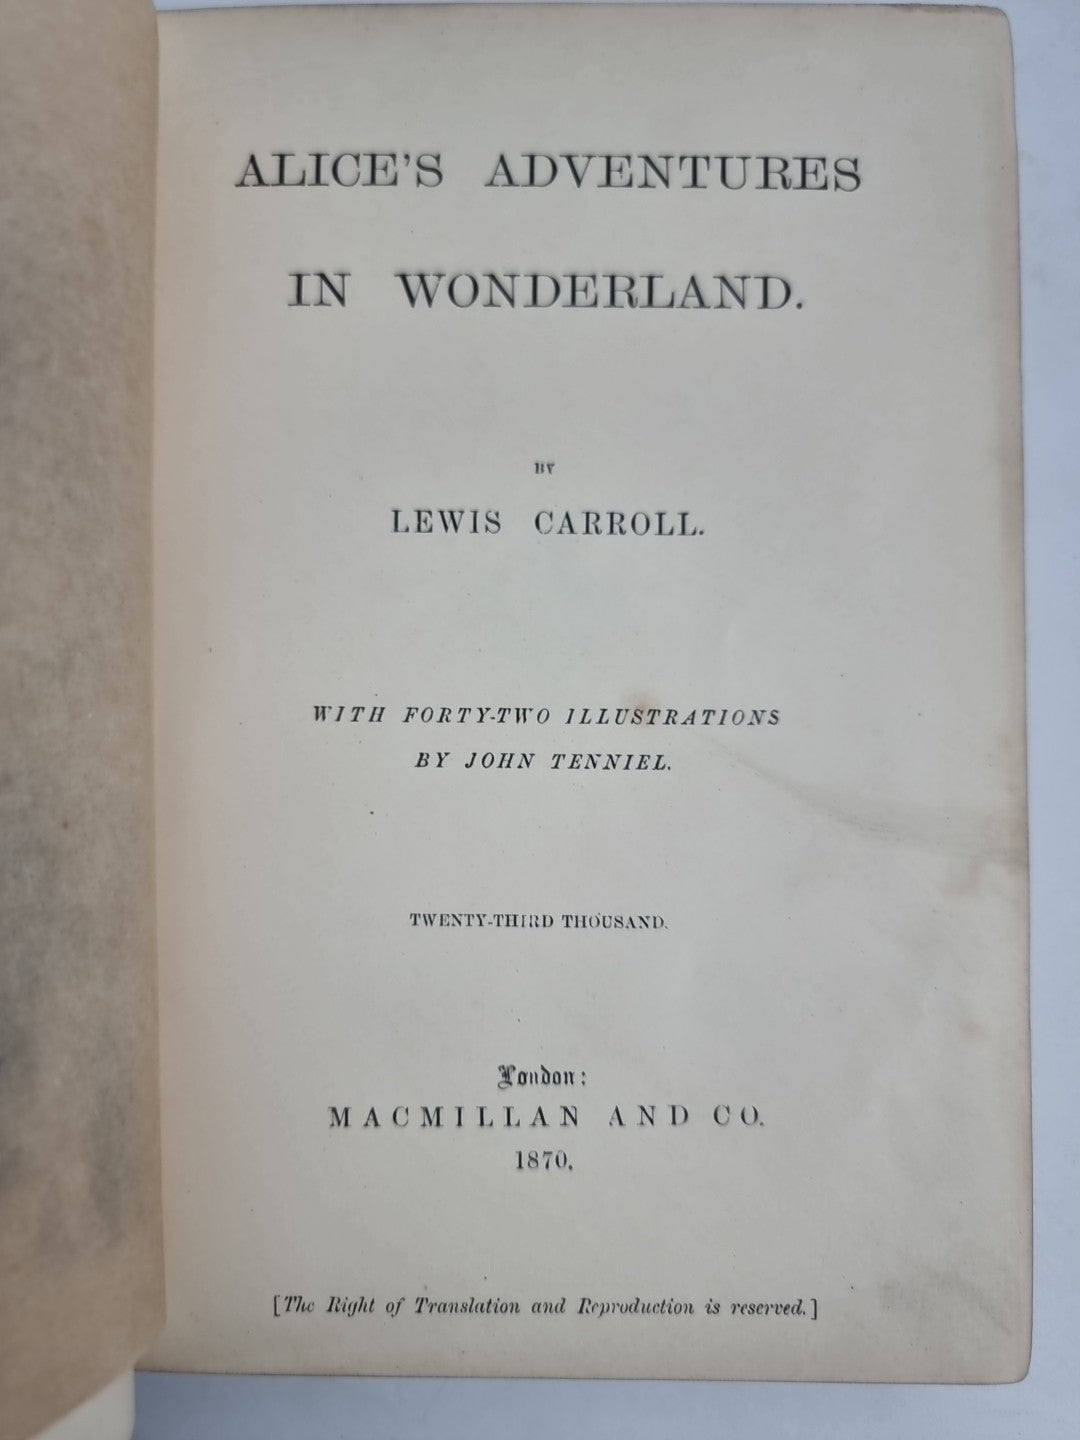 ALICE'S ADVENTURES
IN WONDERLAND.
BY
LEWIS CARROLL.
WITH FORTY-TWO ILLUSTRATIONS
BY JOHN TENNIEL.
TWENTY-THIRD THOUSAND.
London:
MACMILLAN AND CO.
1870.
[The Right of Translation and Reproduction is reserved.]